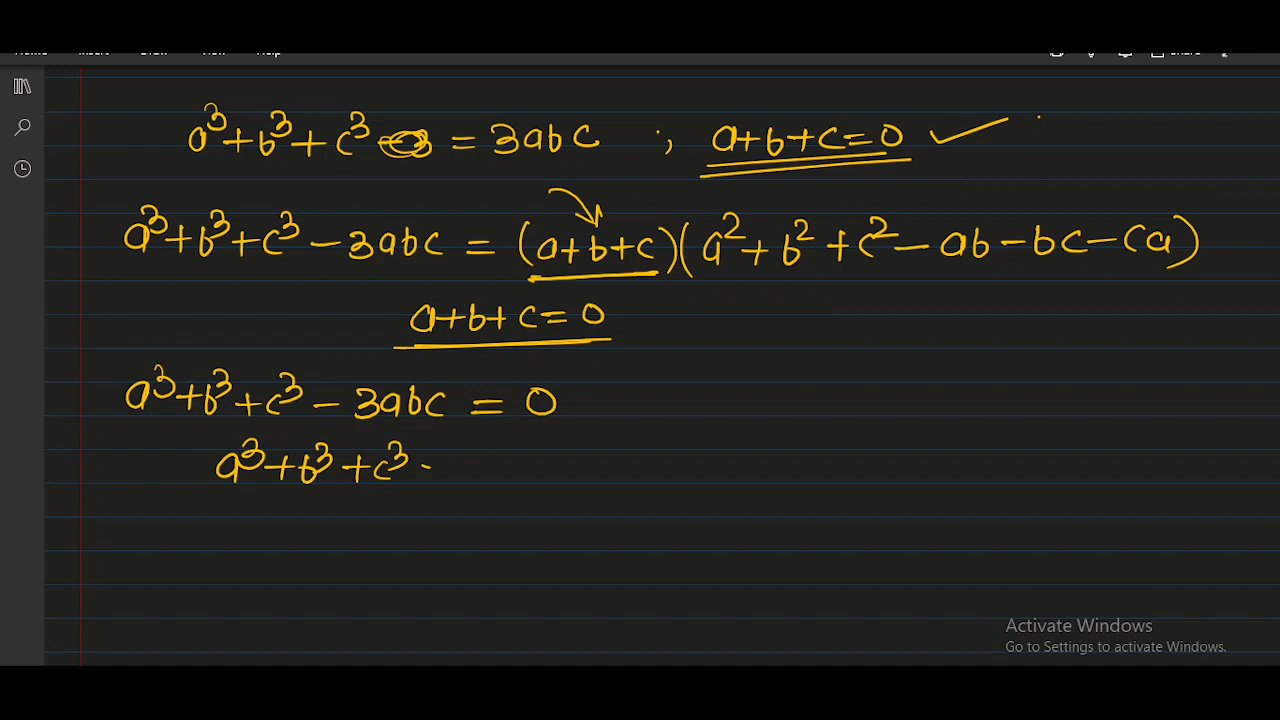 a³+b³+c³ = 3abc ; a+b+c=0 ✓
a³+b³+c³-3abc = (a+b+c)(a²+b²+c²-ab-bc-ca)
a+b+c=0
a³+b³+c³-3abc = 0
a³+b³+c³ -
Activate Windows
Go to Settings to activate Windows.